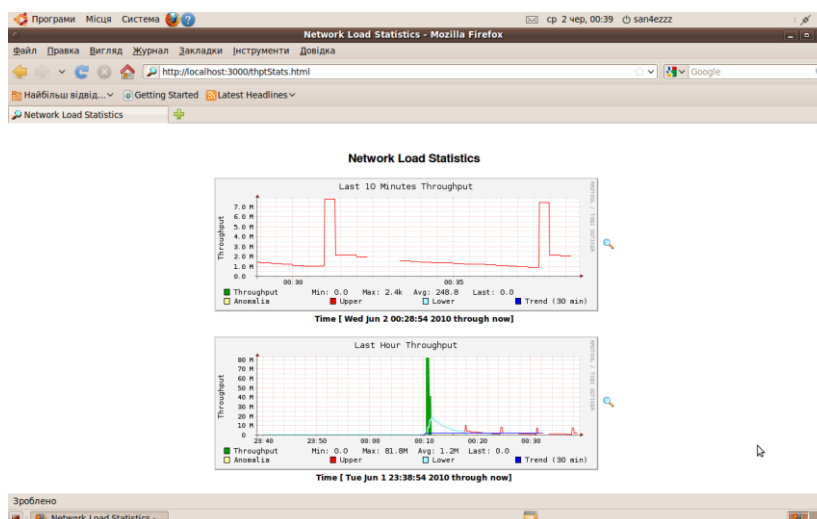 Програми Місця Система ср 2 чер, 00:39 san4ezzz
Network Load Statistics - Mozilla Firefox
Файл Правка Вигляд Журнал Закладки Інструменти Довідка
http://localhost:3000/thptStats.html Google
Найбільш відвід... Getting Started Latest Headlines
Network Load Statistics
Network Load Statistics
Last 10 Minutes Throughput
Throughput
7.0 M
6.0 M
5.0 M
4.0 M
3.0 M
2.0 M
1.0 M
0.0
00:30 00:35
Throughput Min: 0.0 Max: 2.4k Avg: 248.8 Last: 0.0
Anomalia Upper Lower Trend (30 min)
RRDTOOL / TOBI OETIKER
Time [ Wed Jun 2 00:28:54 2010 through now]
Last Hour Throughput
Throughput
80 M
70 M
60 M
50 M
40 M
30 M
20 M
10 M
0
23:40 23:50 00:00 00:10 00:20 00:30
Throughput Min: 0.0 Max: 81.8M Avg: 1.2M Last: 0.0
Anomalia Upper Lower Trend (30 min)
RRDTOOL / TOBI OETIKER
Time [ Tue Jun 1 23:38:54 2010 through now]
Зроблено
Network Load Statistics -